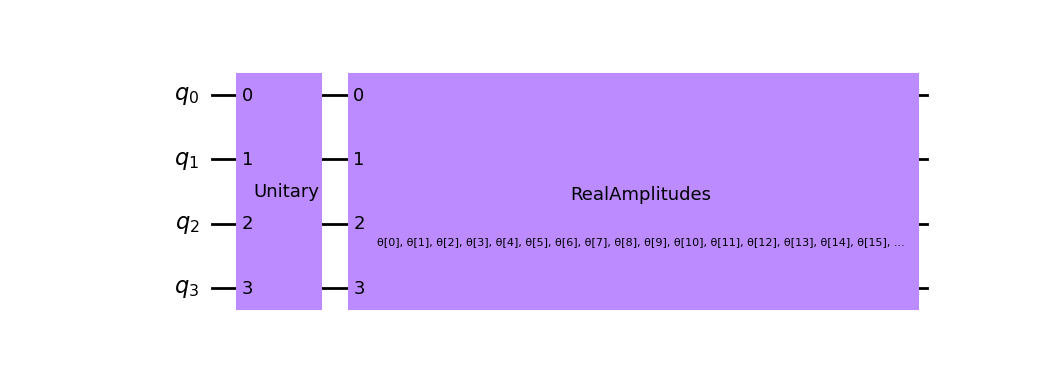 q0 0 0
q1 1 1
Unitary RealAmplitudes
q2 2 2
θ[0], θ[1], θ[2], θ[3], θ[4], θ[5], θ[6], θ[7], θ[8], θ[9], θ[10], θ[11], θ[12], θ[13], θ[14], θ[15], ...
q3 3 3